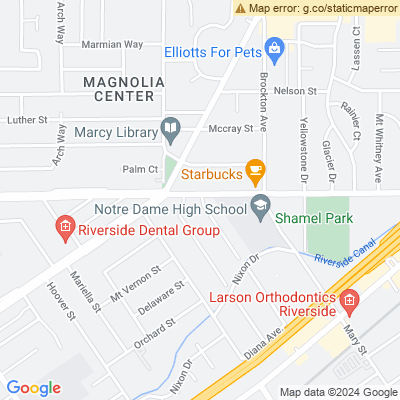 Map error: g.co/staticmaperror
Arch Way
Marmian Way
Elliotts For Pets
Lassen Ct
MAGNOLIA
CENTER
Nelson St
Luther St
Marcy Library
Mccray St
Brockton Ave
Yellowstone Dr
Rainier Ct
Glacier Dr
Mt Whitney Ave
Arch Way
Palm Ct
Starbucks
Notre Dame High School
Shamel Park
Riverside Dental Group
Riverside Canal
Mariella St
Hoover St
Mt Vernon St
Delaware St
Orchard St
Nixon Dr
Larson Orthodontics
Riverside
Diana Ave
Mary St
Nixon Dr
Google
Map data ©2024 Google